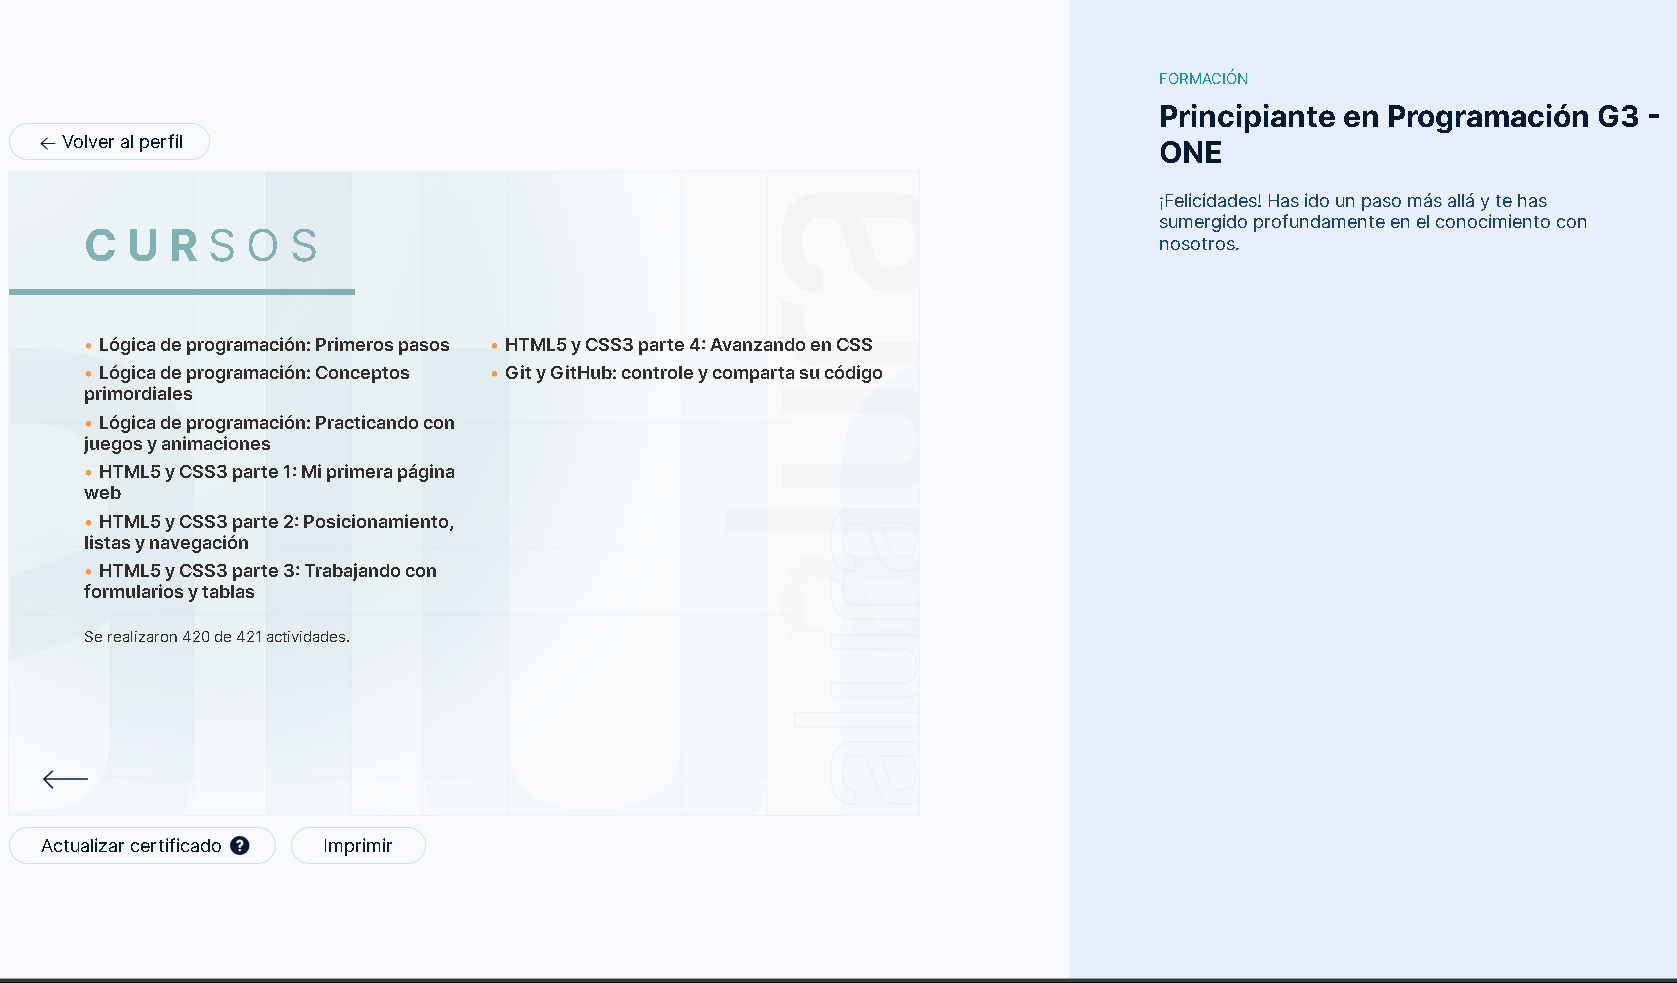 ← Volver al perfil
CURSOS
• Lógica de programación: Primeros pasos
• Lógica de programación: Conceptos
primordiales
• Lógica de programación: Practicando con
juegos y animaciones
• HTML5 y CSS3 parte 1: Mi primera página
web
• HTML5 y CSS3 parte 2: Posicionamiento,
listas y navegación
• HTML5 y CSS3 parte 3: Trabajando con
formularios y tablas
• HTML5 y CSS3 parte 4: Avanzando en CSS
• Git y GitHub: controle y comparta su código
Se realizaron 420 de 421 actividades.
alura
Actualizar certificado ?
Imprimir
FORMACIÓN
Principiante en Programación G3 -
ONE
¡Felicidades! Has ido un paso más allá y te has
sumergido profundamente en el conocimiento con
nosotros.